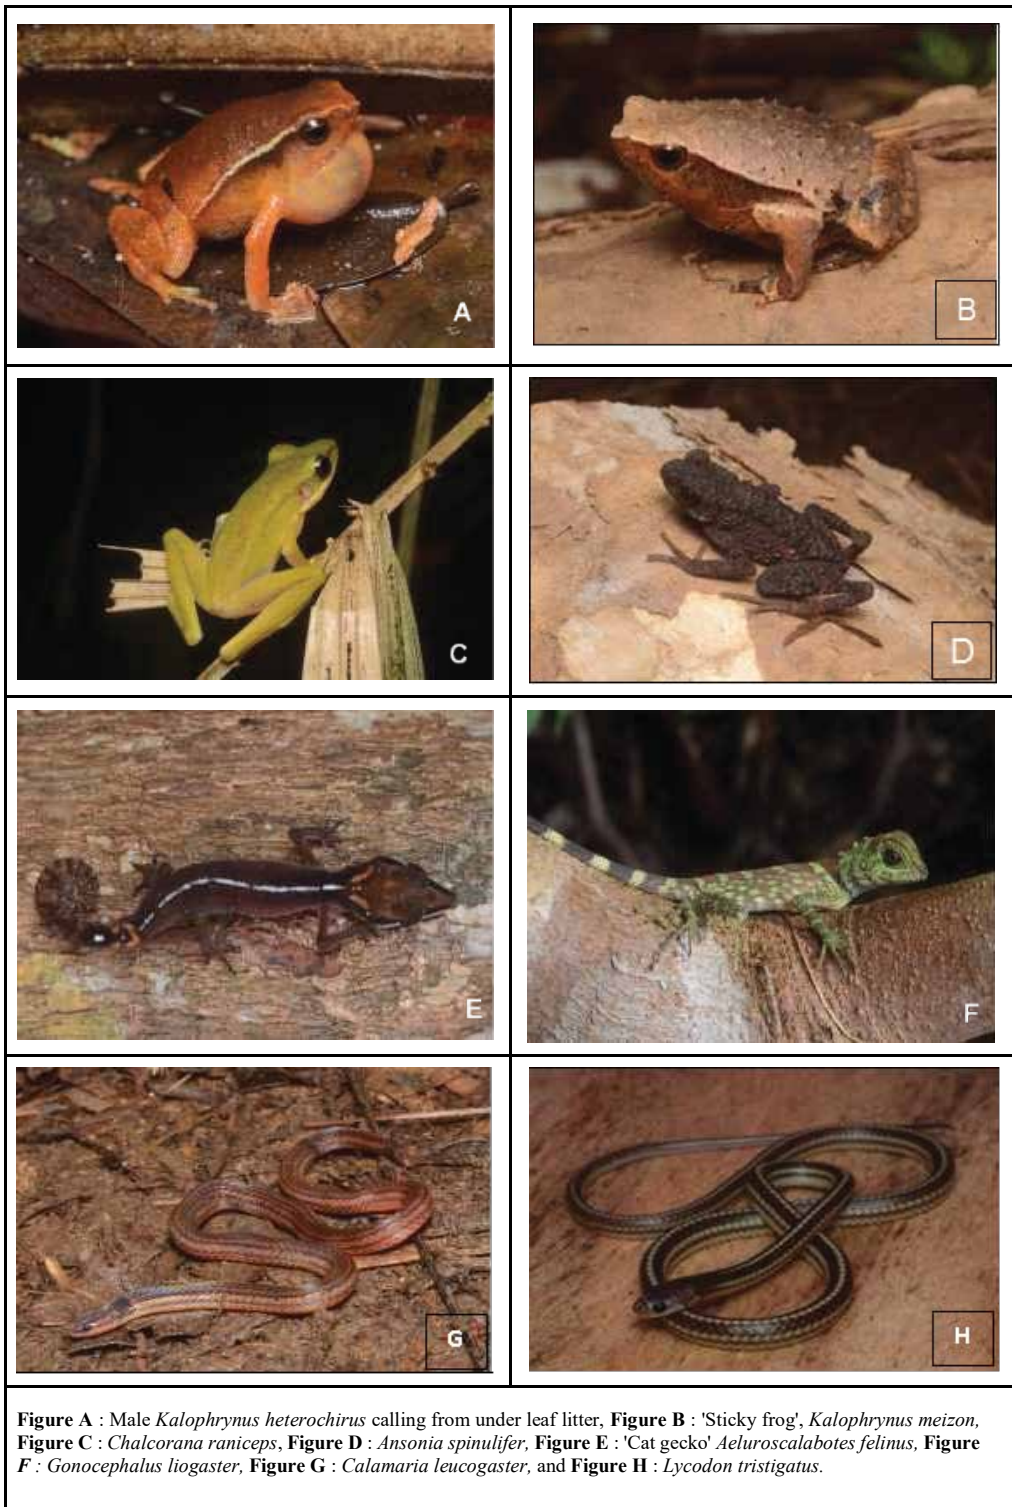 A
B
C
D
E
F
G
H
Figure A : Male Kalophrynus heterochirus calling from under leaf litter, Figure B : 'Sticky frog', Kalophrynus meizon,
Figure C : Chalcorana raniceps, Figure D : Ansonia spinulifer, Figure E : 'Cat gecko' Aeluroscalabotes felinus, Figure
F : Gonocephalus liogaster, Figure G : Calamaria leucogaster, and Figure H : Lycodon tristigatus.